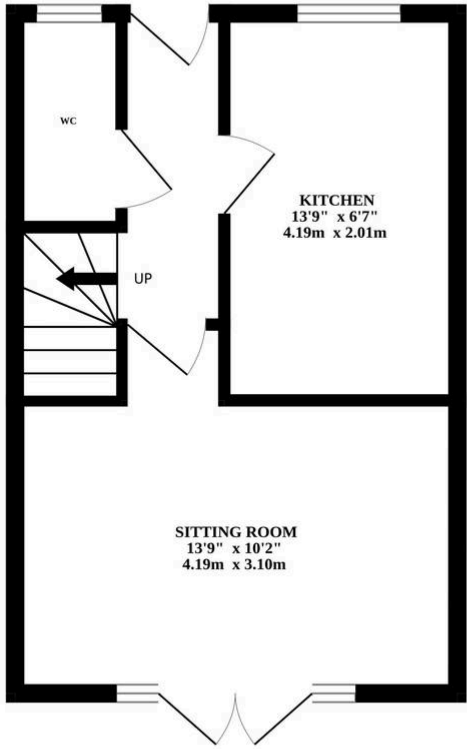 WC
KITCHEN
13'9" x 6'7"
4.19m x 2.01m
UP
SITTING ROOM
13'9" x 10'2"
4.19m x 3.10m